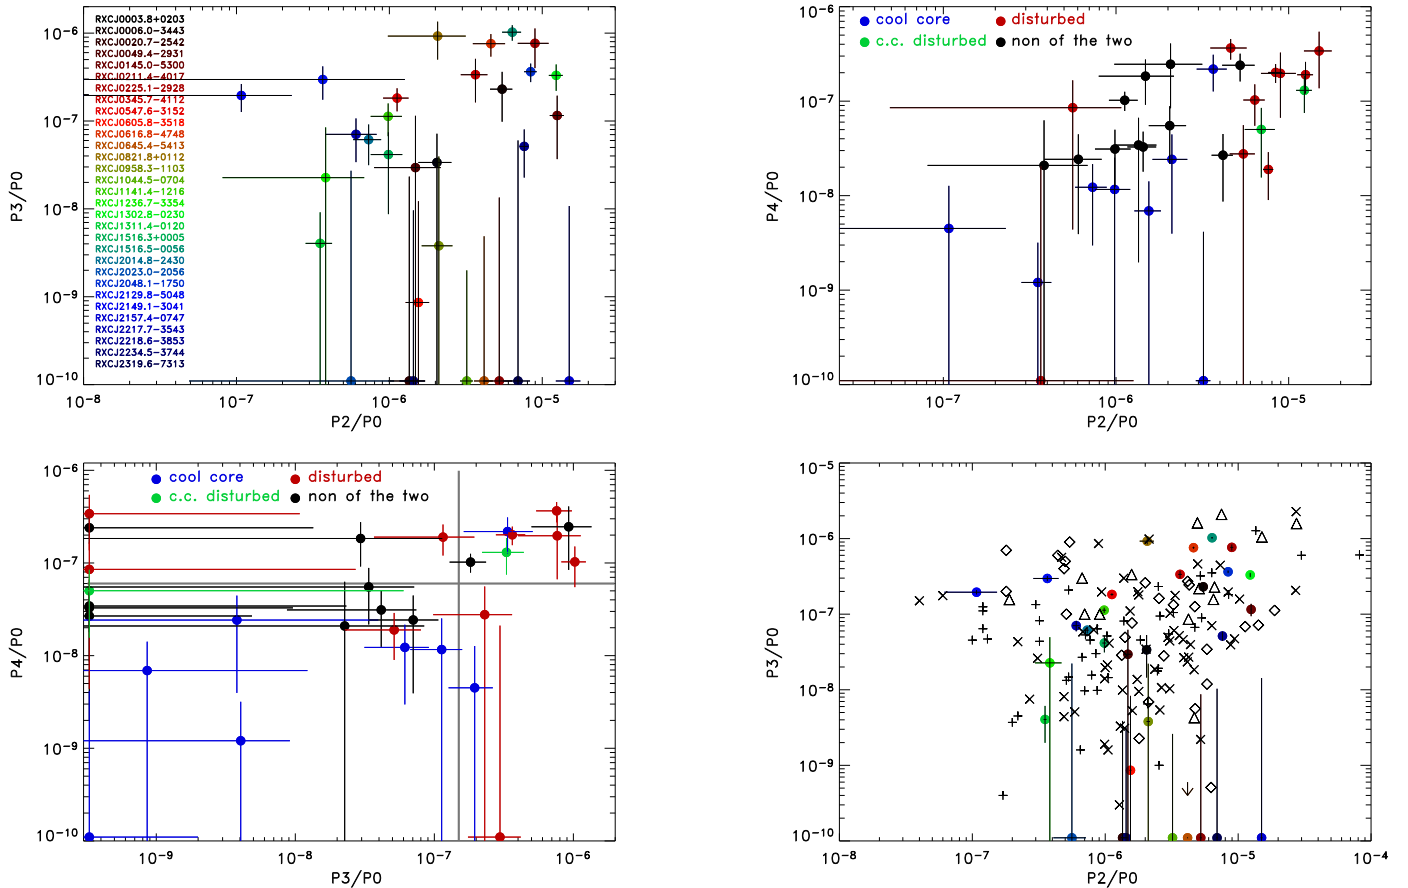 10^-6
10^-7
10^-8
10^-9
10^-10
P3/P0
RXCJ0003.8+0203
RXCJ0006.0-3443
RXCJ0020.7-2542
RXCJ0049.4-2931
RXCJ0145.0-5300
RXCJ0211.4-4017
RXCJ0225.1-2928
RXCJ0345.7-4112
RXCJ0547.6-3152
RXCJ0605.8-3518
RXCJ0616.8-4748
RXCJ0645.4-5413
RXCJ0821.8+0112
RXCJ0958.3-1103
RXCJ1044.5-0704
RXCJ1141.4-1216
RXCJ1236.7-3354
RXCJ1302.8-0230
RXCJ1311.4-0120
RXCJ1516.3+0005
RXCJ1516.5-0056
RXCJ2014.8-2430
RXCJ2023.0-2056
RXCJ2048.1-1750
RXCJ2129.8-5048
RXCJ2149.1-3041
RXCJ2157.4-0747
RXCJ2217.7-3543
RXCJ2218.6-3853
RXCJ2234.5-3744
RXCJ2319.6-7313
10^-8 10^-7 10^-6 10^-5
P2/P0
10^-6
10^-7
10^-8
10^-9
10^-10
P4/P0
cool core disturbed
c.c. disturbed non of the two
10^-7 10^-6 10^-5
P2/P0
10^-6
10^-7
10^-8
10^-9
10^-10
P4/P0
cool core disturbed
c.c. disturbed non of the two
10^-9 10^-8 10^-7 10^-6
P3/P0
10^-5
10^-6
10^-7
10^-8
10^-9
10^-10
P3/P0
10^-8 10^-7 10^-6 10^-5 10^-4
P2/P0